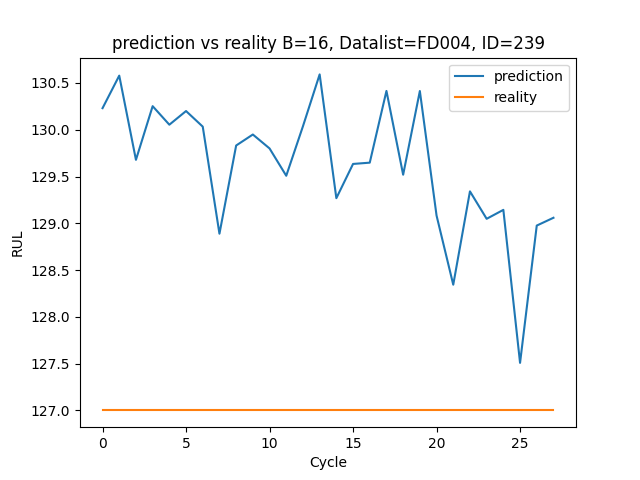 prediction vs reality B=16, Datalist=FD004, ID=239
prediction
reality
130.5
130.0
129.5
129.0
128.5
128.0
127.5
127.0
RUL
0 5 10 15 20 25
Cycle